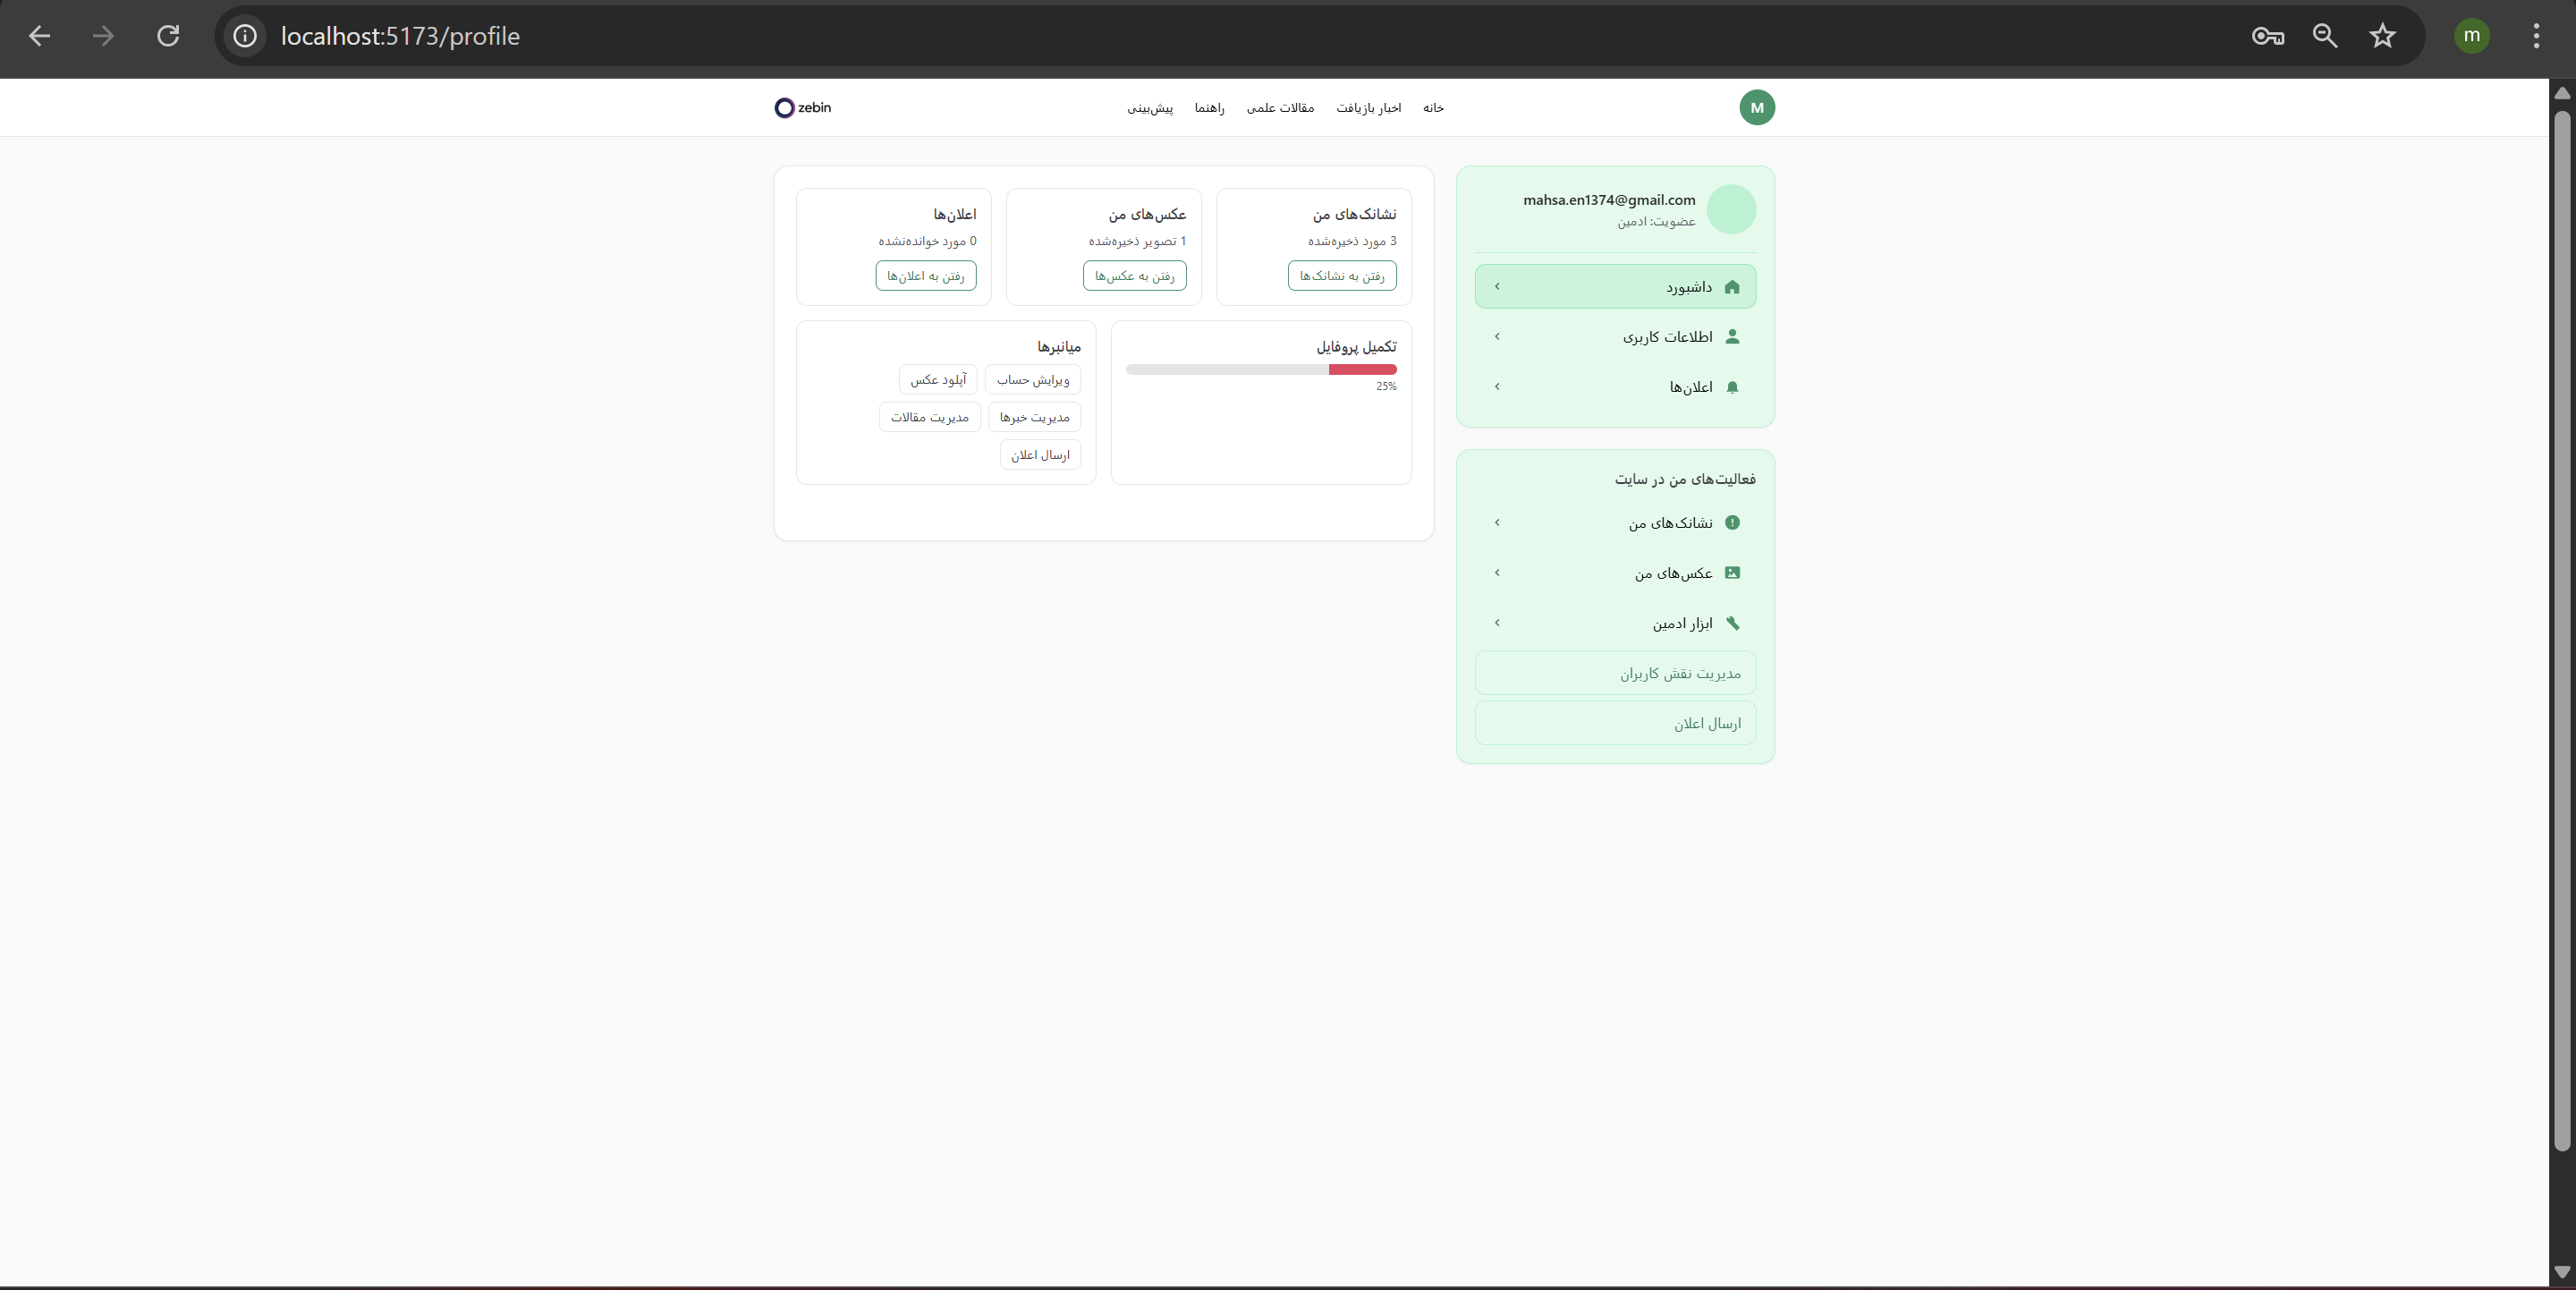 localhost:5173/profile
m
M
خانه
اخبار بازیافت
مقالات علمی
راهنما
پیش‌بینی
zebin
mahsa.en1374@gmail.com
عضویت: ادمین
داشبورد
اطلاعات کاربری
اعلان‌ها
فعالیت‌های من در سایت
نشانک‌های من
عکس‌های من
ابزار ادمین
مدیریت نقش کاربران
ارسال اعلان
نشانک‌های من
3 مورد ذخیره‌شده
رفتن به نشانک‌ها
عکس‌های من
1 تصویر ذخیره‌شده
رفتن به عکس‌ها
اعلان‌ها
0 مورد خوانده‌نشده
رفتن به اعلان‌ها
تکمیل پروفایل
25%
میانبرها
ویرایش حساب
آپلود عکس
مدیریت خبرها
مدیریت مقالات
ارسال اعلان